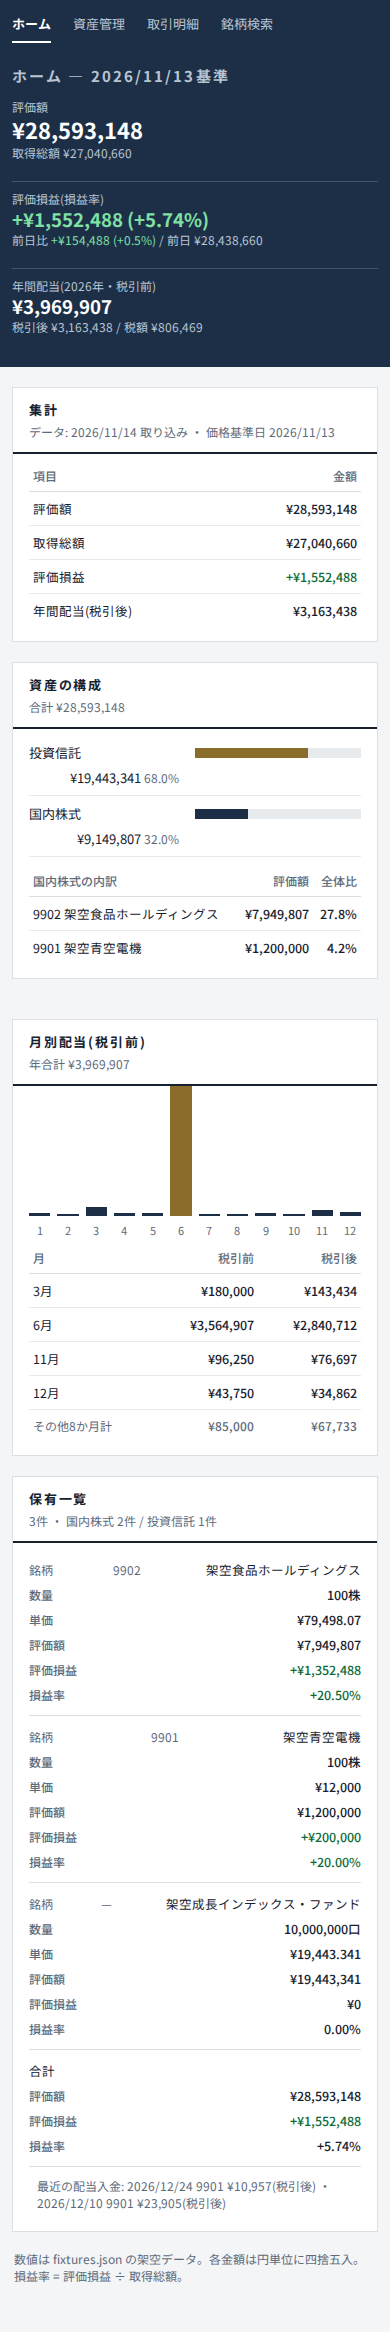 ホーム 資産管理 取引明細 銘柄検索
ホーム — 2026/11/13基準
評価額
¥28,593,148
取得総額 ¥27,040,660
評価損益(損益率)
+¥1,552,488 (+5.74%)
前日比 +¥154,488 (+0.5%) / 前日 ¥28,438,660
年間配当(2026年・税引前)
¥3,969,907
税引後 ¥3,163,438 / 税額 ¥806,469
集計
データ: 2026/11/14 取り込み ・ 価格基準日 2026/11/13
項目 金額
評価額 ¥28,593,148
取得総額 ¥27,040,660
評価損益 +¥1,552,488
年間配当(税引後) ¥3,163,438
資産の構成
合計 ¥28,593,148
投資信託
¥19,443,341 68.0%
国内株式
¥9,149,807 32.0%
国内株式の内訳 評価額 全体比
9902 架空食品ホールディングス ¥7,949,807 27.8%
9901 架空青空電機 ¥1,200,000 4.2%
月別配当(税引前)
年合計 ¥3,969,907
1 2 3 4 5 6 7 8 9 10 11 12
月 税引前 税引後
3月 ¥180,000 ¥143,434
6月 ¥3,564,907 ¥2,840,712
11月 ¥96,250 ¥76,697
12月 ¥43,750 ¥34,862
その他8か月計 ¥85,000 ¥67,733
保有一覧
3件 ・ 国内株式 2件 / 投資信託 1件
銘柄 9902 架空食品ホールディングス
数量 100株
単価 ¥79,498.07
評価額 ¥7,949,807
評価損益 +¥1,352,488
損益率 +20.50%
銘柄 9901 架空青空電機
数量 100株
単価 ¥12,000
評価額 ¥1,200,000
評価損益 +¥200,000
損益率 +20.00%
銘柄 — 架空成長インデックス・ファンド
数量 10,000,000口
単価 ¥19,443.341
評価額 ¥19,443,341
評価損益 ¥0
損益率 0.00%
合計
評価額 ¥28,593,148
評価損益 +¥1,552,488
損益率 +5.74%
最近の配当入金: 2026/12/24 9901 ¥10,957(税引後) ・
2026/12/10 9901 ¥23,905(税引後)
数値は fixtures.json の架空データ。各金額は円単位に四捨五入。
損益率 = 評価損益 ÷ 取得総額。